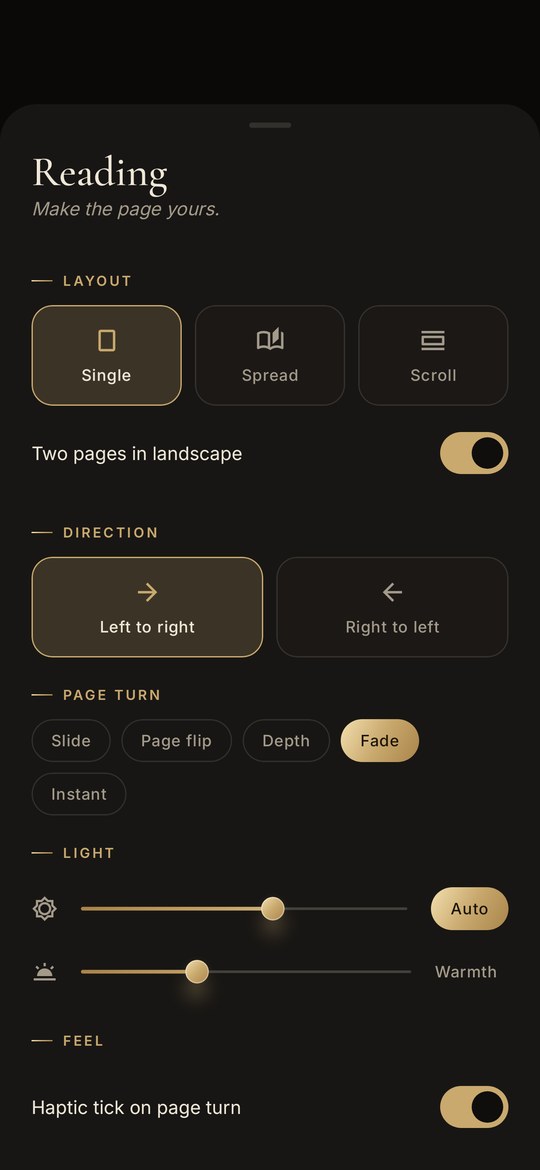 Reading
Make the page yours.
LAYOUT
Single
Spread
Scroll
Two pages in landscape
DIRECTION
Left to right
Right to left
PAGE TURN
Slide
Page flip
Depth
Fade
Instant
LIGHT
Auto
Warmth
FEEL
Haptic tick on page turn